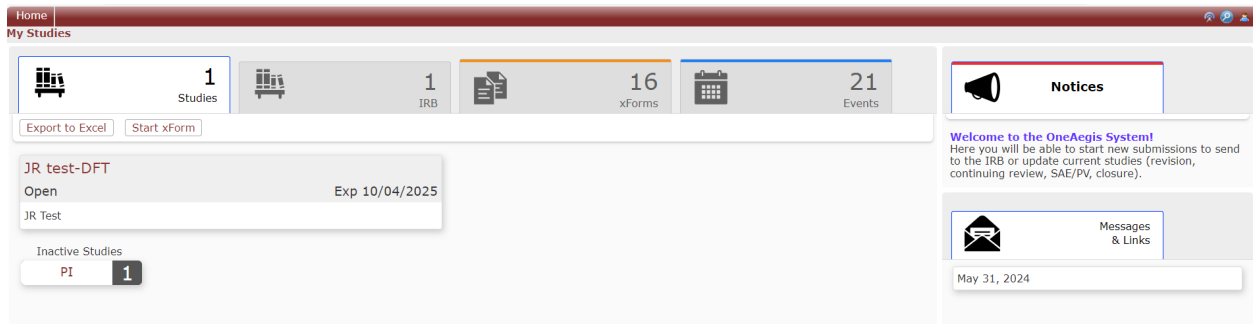 Home
My Studies
1
Studies
1
IRB
16
xForms
21
Events
Export to Excel
Start xForm
JR test-DFT
Open Exp 10/04/2025
JR Test
Inactive Studies
PI 1
Notices
Welcome to the OneAegis System!
Here you will be able to start new submissions to send
to the IRB or update current studies (revision,
continuing review, SAE/PV, closure).
Messages
& Links
May 31, 2024